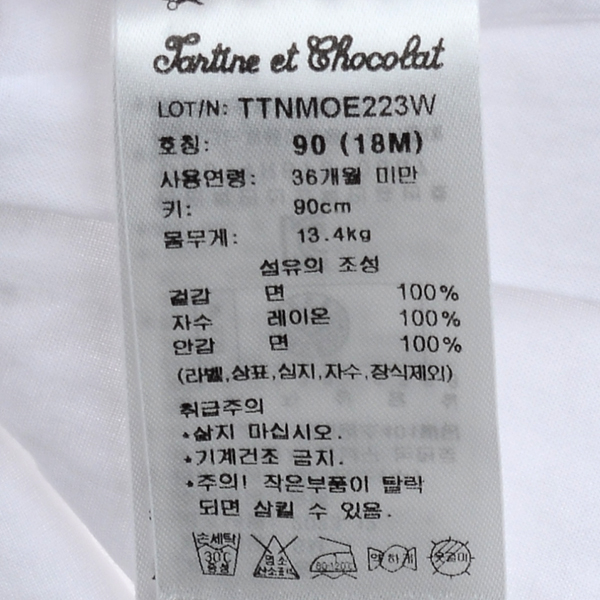 Tartine et Chocolat
LOT/N: TTNMOE223W
호칭: 90 (18M)
사용연령: 36개월 미만
키: 90cm
몸무게: 13.4kg
섬유의 조성
겉감 면 100%
자수 레이온 100%
안감 면 100%
(라벨,상표,심지,자수,장식제외)
취급주의
*삶지 마십시오.
*기계건조 금지.
*주의! 작은부품이 탈락
되면 삼킬 수 있음.
손세탁 30℃ 중성 염소 산소표백 80-120℃ 약하게 옷걸이